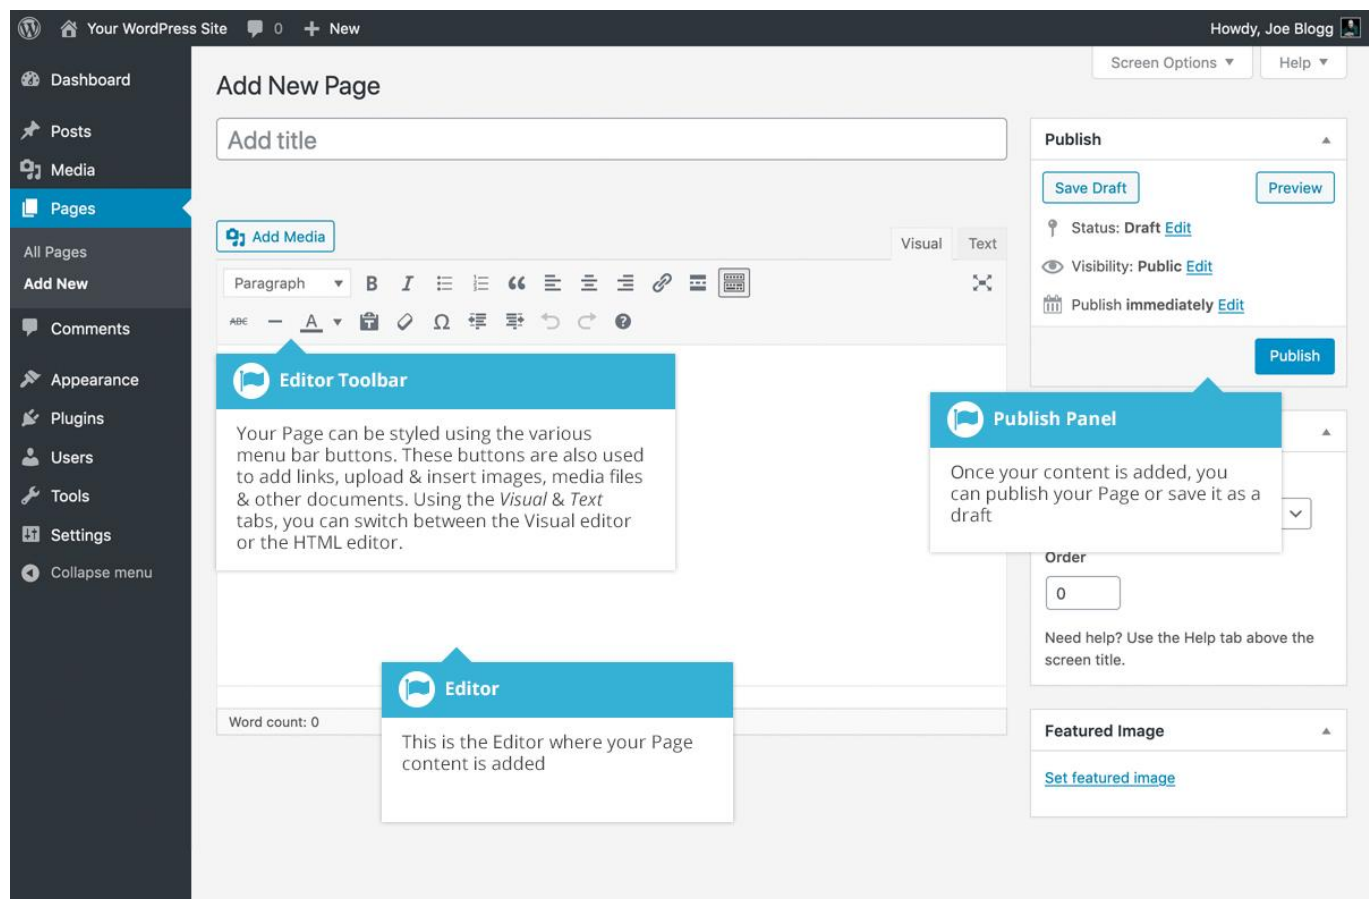 Your WordPress Site 0 New Howdy, Joe Blogg
Screen Options Help
Dashboard
Posts
Media
Pages
All Pages
Add New
Comments
Appearance
Plugins
Users
Tools
Settings
Collapse menu
Add New Page
Add title
Add Media
Visual Text
Paragraph B I
ABC A Ω
Editor Toolbar
Your Page can be styled using the various
menu bar buttons. These buttons are also used
to add links, upload & insert images, media files
& other documents. Using the Visual & Text
tabs, you can switch between the Visual editor
or the HTML editor.
Editor
This is the Editor where your Page
content is added
Word count: 0
Publish
Save Draft Preview
Status: Draft Edit
Visibility: Public Edit
Publish immediately Edit
Publish
Publish Panel
Once your content is added, you
can publish your Page or save it as a
draft
Order
0
Need help? Use the Help tab above the
screen title.
Featured Image
Set featured image